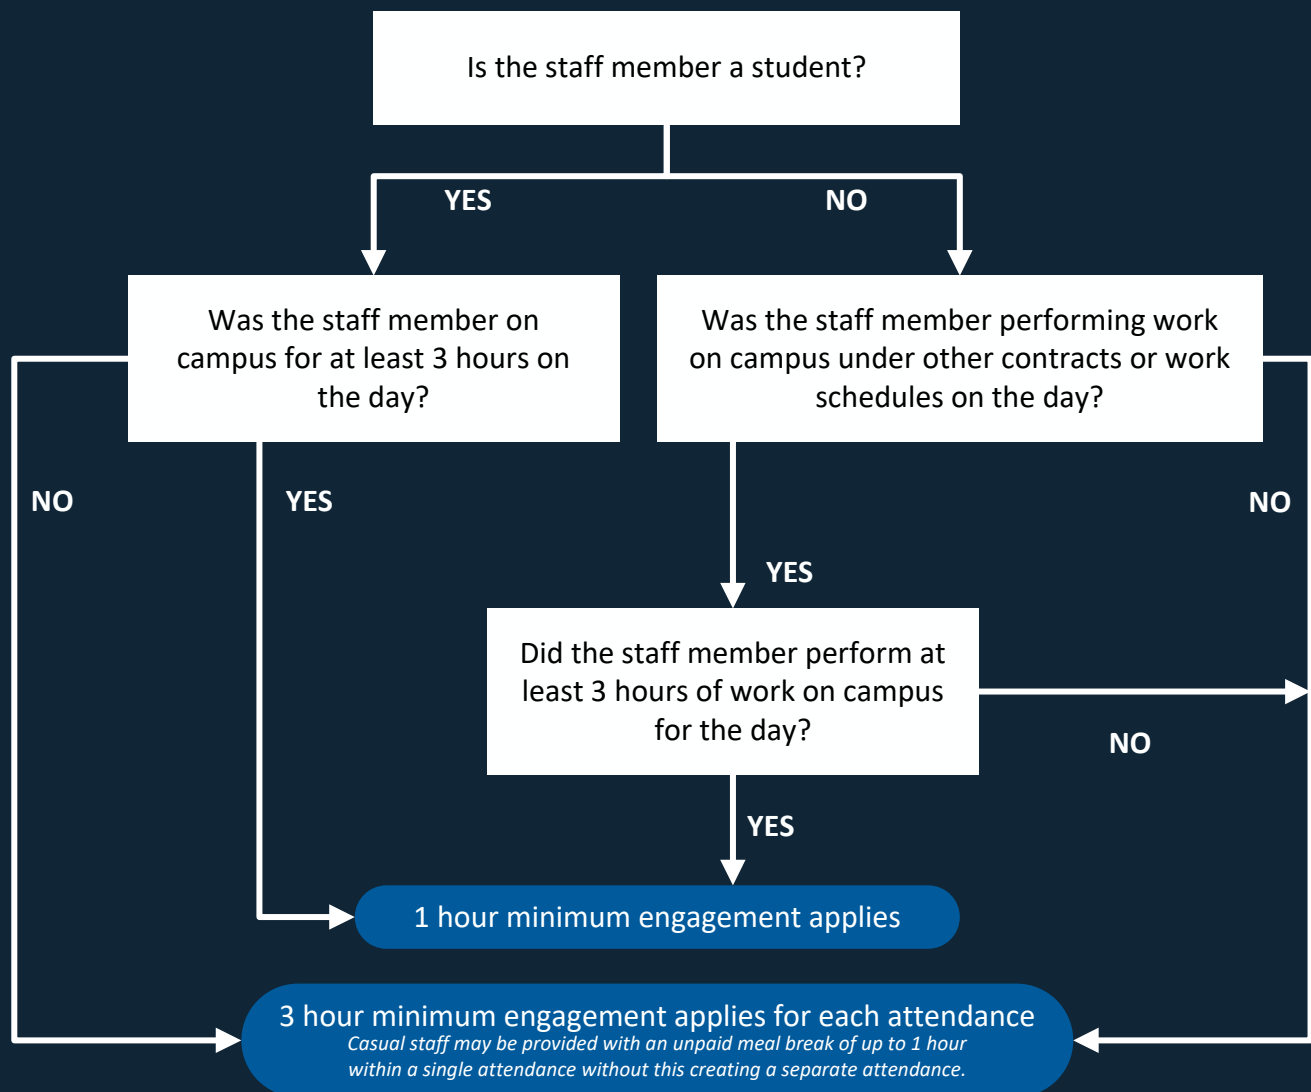 Is the staff member a student?
YES
NO
Was the staff member on
campus for at least 3 hours on
the day?
Was the staff member performing work
on campus under other contracts or work
schedules on the day?
NO
YES
NO
YES
Did the staff member perform at
least 3 hours of work on campus
for the day?
NO
YES
1 hour minimum engagement applies
3 hour minimum engagement applies for each attendance
Casual staff may be provided with an unpaid meal break of up to 1 hour
within a single attendance without this creating a separate attendance.